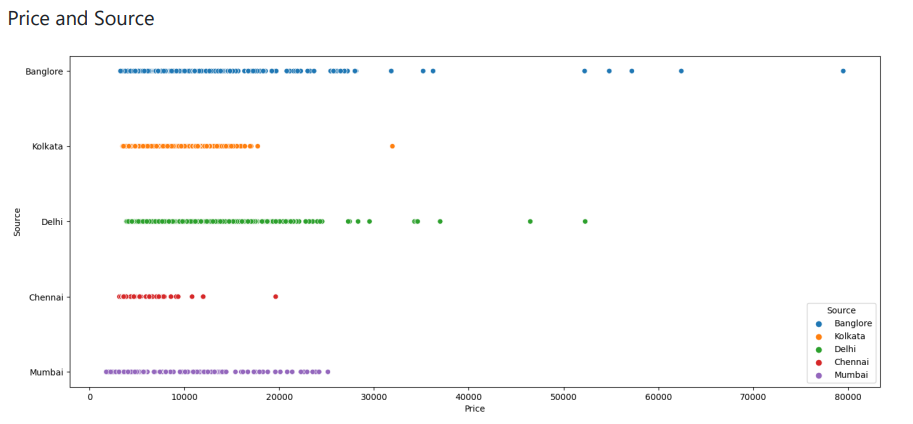 Price and Source
Banglore
Kolkata
Delhi
Chennai
Mumbai
Source
0 10000 20000 30000 40000 50000 60000 70000 80000
Price
Source
Banglore
Kolkata
Delhi
Chennai
Mumbai